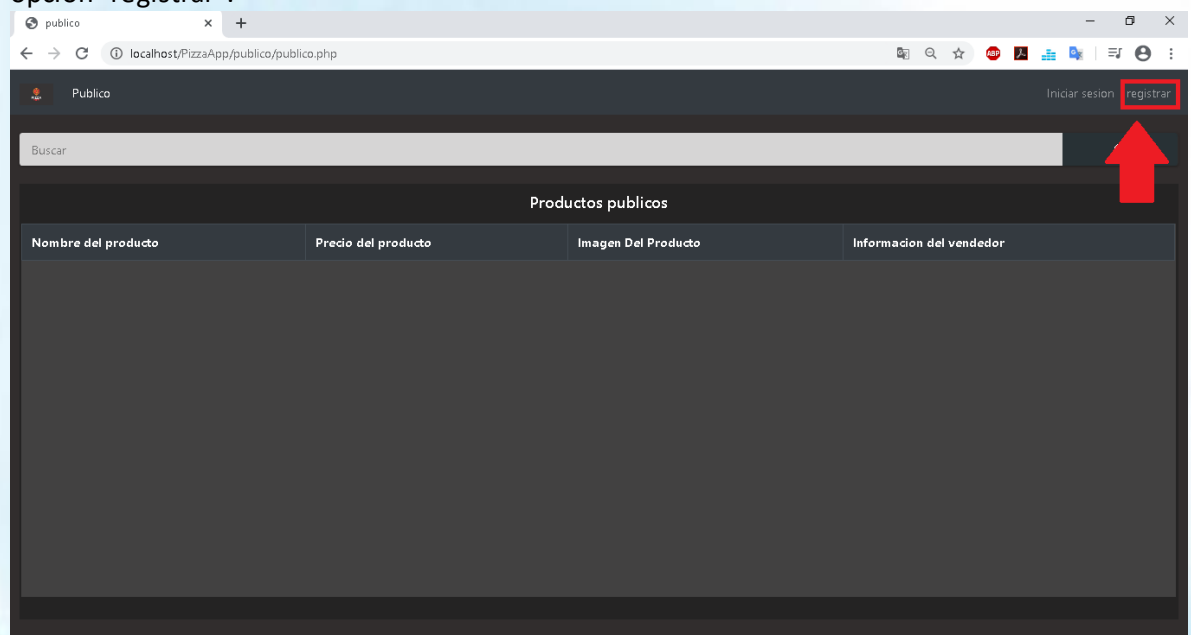 opción "registrar".
publico
localhost/PizzaApp/publico/publico.php
ABP
Publico
Iniciar sesion registrar
Buscar
Productos publicos
Nombre del producto Precio del producto Imagen Del Producto Informacion del vendedor